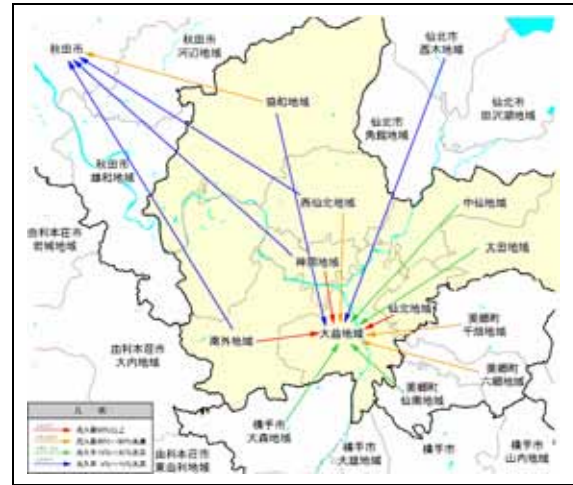 仙北市
西木地域
秋田市
秋田市
河辺地域
協和地域
仙北市
角館地域
仙北市
田沢湖地域
秋田市
雄和地域
西仙北地域
中仙地域
由利本荘市
岩城地域
神岡地域
太田地域
仙北地域
大曲地域
美郷町
千畑地域
南外地域
由利本荘市
大内地域
美郷町
六郷地域
美郷町
仙南地域
凡例
横手市
大森地域
横手市
大雄地域
横手市
横手市
山内地域
由利本荘市
東由利地域